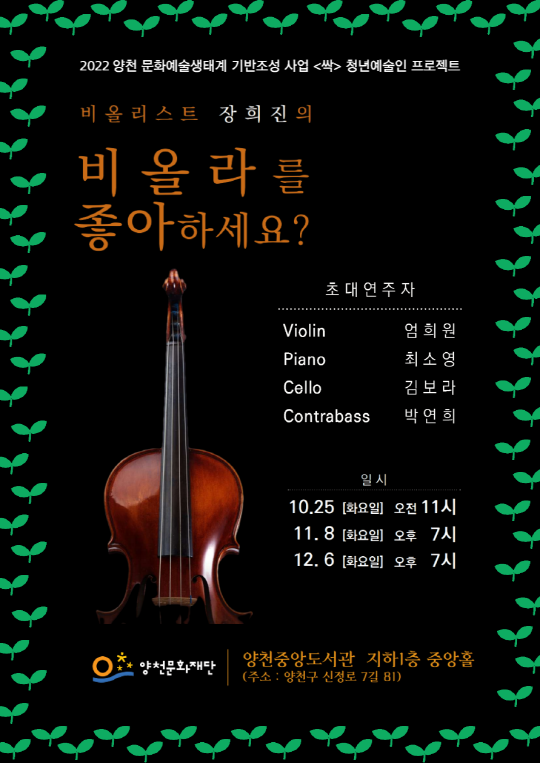 2022 양천 문화예술생태계 기반조성 사업 <싹> 청년예술인 프로젝트
비올리스트 장희진의
비올라를
좋아하세요?
초대연주자
Violin 엄희원
Piano 최소영
Cello 김보라
Contrabass 박연희
일시
10.25 [화요일] 오전 11시
11. 8 [화요일] 오후 7시
12. 6 [화요일] 오후 7시
양천문화재단
양천중앙도서관 지하1층 중앙홀
(주소 : 양천구 신정로 7길 81)